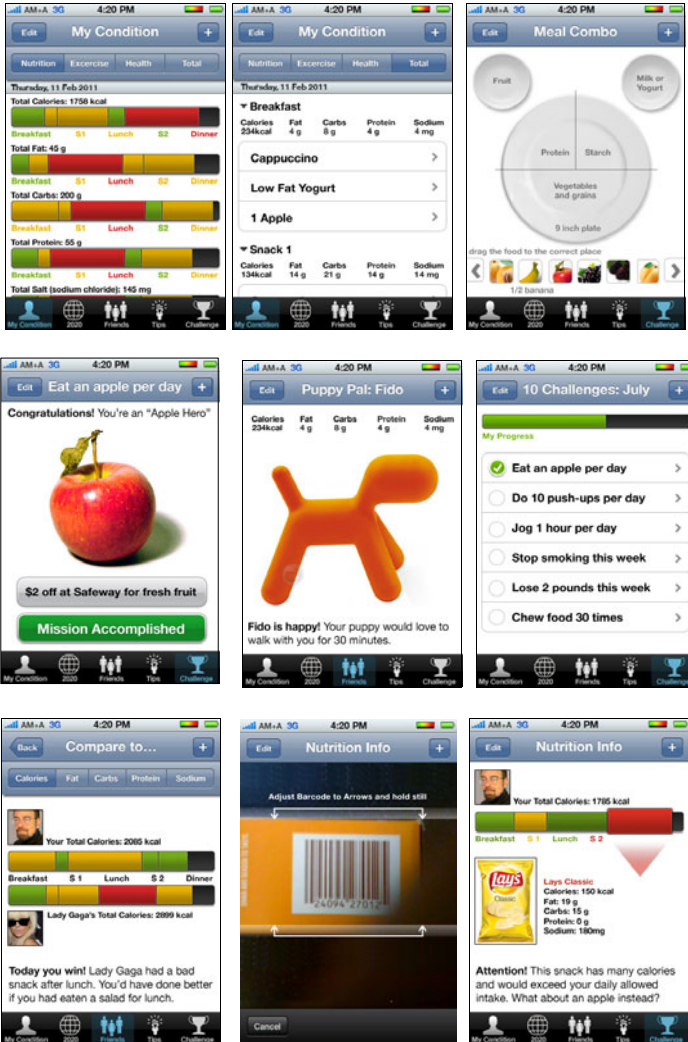 AM+A 3G 4:20 PM
Edit My Condition +
Nutrition Excercise Health Total
Thursday, 11 Feb 2011
Total Calories: 1758 kcal
Breakfast S1 Lunch S2 Dinner
Total Fat: 45 g
Breakfast S1 Lunch S2 Dinner
Total Carbs: 200 g
Breakfast S1 Lunch S2 Dinner
Total Protein: 55 g
Breakfast S1 Lunch S2 Dinner
Total Salt (sodium chloride): 145 mg
My Condition 2020 Friends Tips Challenge
AM+A 3G 4:20 PM
Edit My Condition +
Nutrition Excercise Health Total
Thursday, 11 Feb 2011
Breakfast
Calories Fat Carbs Protein Sodium
234kcal 4 g 8 g 4 g 4 mg
Cappuccino
Low Fat Yogurt
1 Apple
Snack 1
Calories Fat Carbs Protein Sodium
134kcal 14 g 21 g 14 g 14 mg
My Condition 2020 Friends Tips Challenge
AM+A 3G 4:20 PM
Edit Meal Combo +
Fruit
Milk or
Yogurt
Protein Starch
Vegetables
and grains
9 inch plate
drag the food to the correct place
1/2 banana
My Condition 2020 Friends Tips Challenge
AM+A 3G 4:20 PM
Edit Eat an apple per day +
Congratulations! You're an "Apple Hero"
$2 off at Safeway for fresh fruit
Mission Accomplished
My Condition 2020 Friends Tips Challenge
AM+A 3G 4:20 PM
Edit Puppy Pal: Fido +
Calories Fat Carbs Protein Sodium
234kcal 4 g 8 g 4 g 4 mg
Fido is happy! Your puppy would love to
walk with you for 30 minutes.
My Condition 2020 Friends Tips Challenge
AM+A 3G 4:20 PM
Edit 10 Challenges: July +
My Progress
Eat an apple per day
Do 10 push-ups per day
Jog 1 hour per day
Stop smoking this week
Lose 2 pounds this week
Chew food 30 times
My Condition 2020 Friends Tips Challenge
AM+A 3G 4:20 PM
Back Compare to... +
Calories Fat Carbs Protein Sodium
Your Total Calories: 2085 kcal
Breakfast S 1 Lunch S 2 Dinner
Lady Gaga's Total Calories: 2899 kcal
Today you win! Lady Gaga had a bad
snack after lunch. You'd have done better
if you had eaten a salad for lunch.
My Condition 2020 Friends Tips Challenge
AM+A 3G 4:20 PM
Edit Nutrition Info +
Adjust Barcode to Arrows and hold still
24094 27012
Cancel
AM+A 3G 4:20 PM
Edit Nutrition Info +
Your Total Calories: 1785 kcal
Breakfast S 1 Lunch S 2
Lay's
Classic
Lays Classic
Calories: 150 kcal
Fat: 19 g
Carbs: 15 g
Protein: 0 g
Sodium: 180mg
Attention! This snack has many calories
and would exceed your daily allowed
intake. What about an apple instead?
My Condition 2020 Friends Tips Challenge